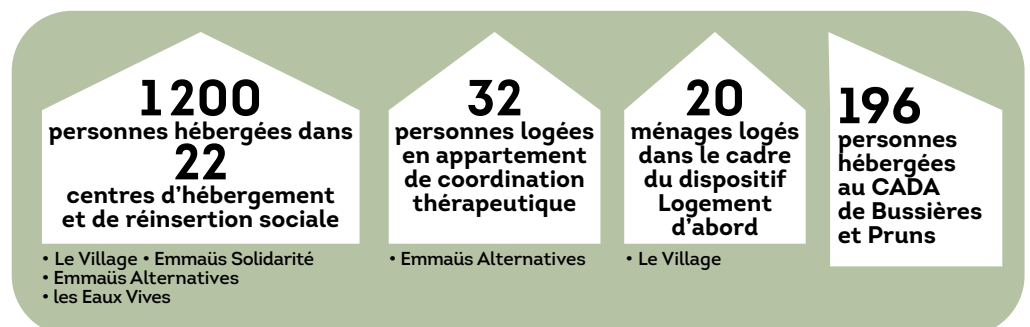 1 200
personnes hébergées dans
22
centres d’hébergement
et de réinsertion sociale
• Le Village • Emmaüs Solidarité
• Emmaüs Alternatives
• les Eaux Vives
32
personnes logées
en appartement
de coordination
thérapeutique
• Emmaüs Alternatives
20
ménages logés
dans le cadre
du dispositif
Logement
d’abord
• Le Village
196
personnes
hébergées
au CADA
de Bussières
et Pruns